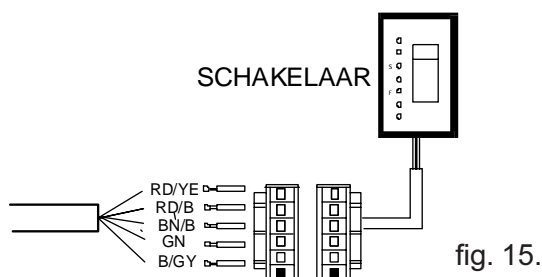 SCHAKELAAR
S
F
RD/YE
RD/B
BN/B
GN
B/GY
fig. 15.